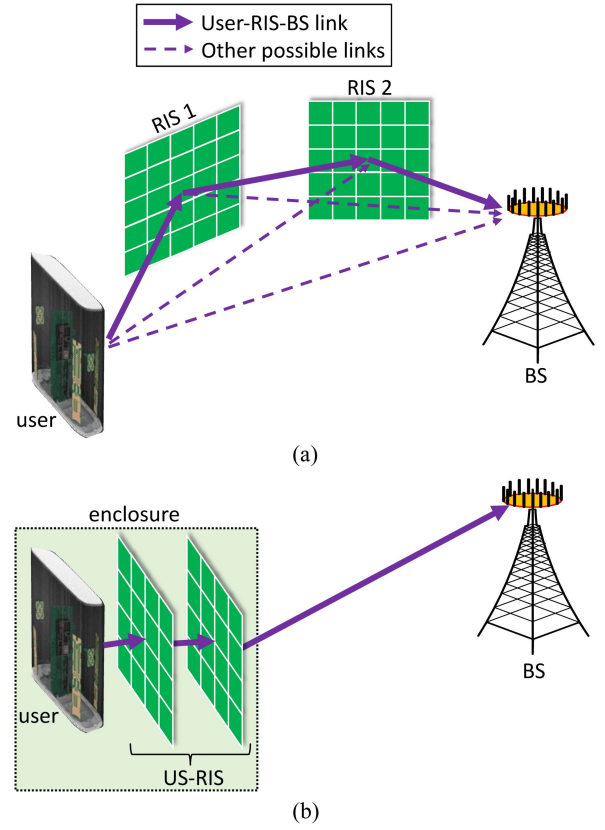 User-RIS-BS link
Other possible links
RIS 1
RIS 2
user
BS
(a)
enclosure
user
US-RIS
BS
(b)